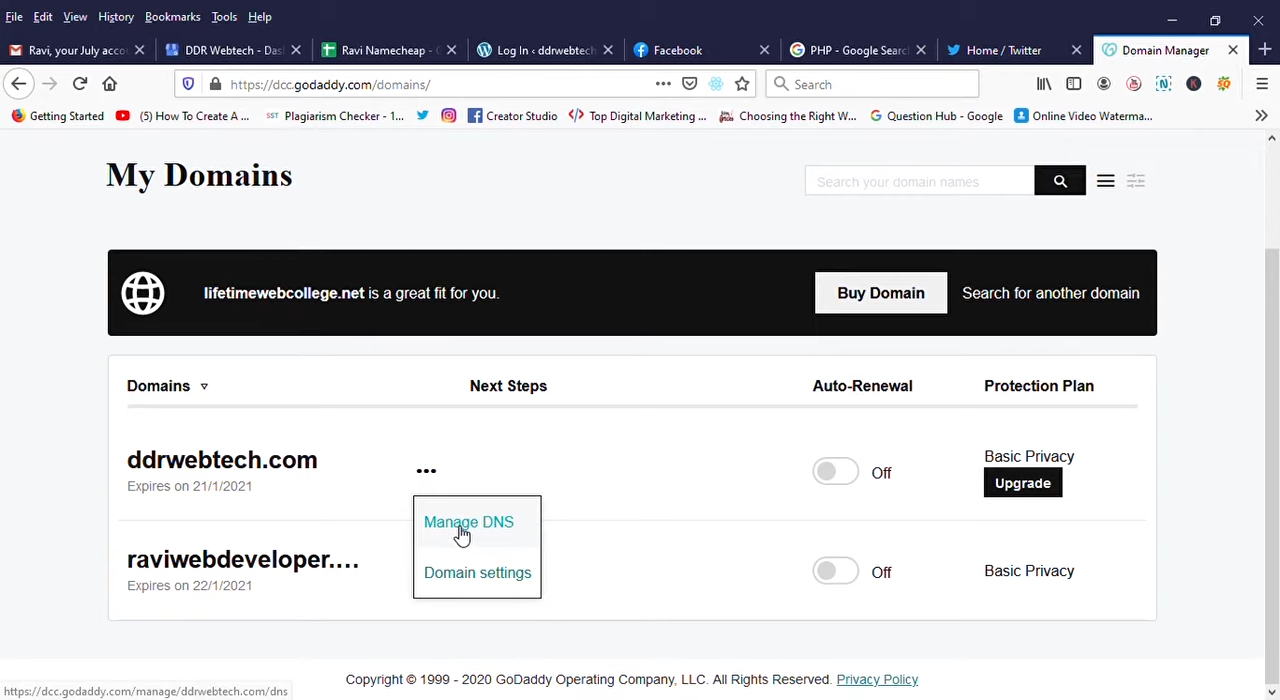 File Edit View History Bookmarks Tools Help
Ravi, your July acco
DDR Webtech - Das
Ravi Namecheap - G
Log In ‹ ddrwebtech
Facebook
PHP - Google Searc
Home / Twitter
Domain Manager
https://dcc.godaddy.com/domains/
Search
Getting Started
(5) How To Create A ...
SST Plagiarism Checker - 1...
Creator Studio
Top Digital Marketing ...
Choosing the Right W...
Question Hub - Google
Online Video Waterma...
My Domains
Search your domain names
lifetimewebcollege.net is a great fit for you.
Buy Domain
Search for another domain
Domains
Next Steps
Auto-Renewal
Protection Plan
ddrwebtech.com
Expires on 21/1/2021
...
Off
Basic Privacy
Upgrade
Manage DNS
Domain settings
raviwebdeveloper....
Expires on 22/1/2021
Off
Basic Privacy
Copyright © 1999 - 2020 GoDaddy Operating Company, LLC. All Rights Reserved. Privacy Policy
https://dcc.godaddy.com/manage/ddrwebtech.com/dns